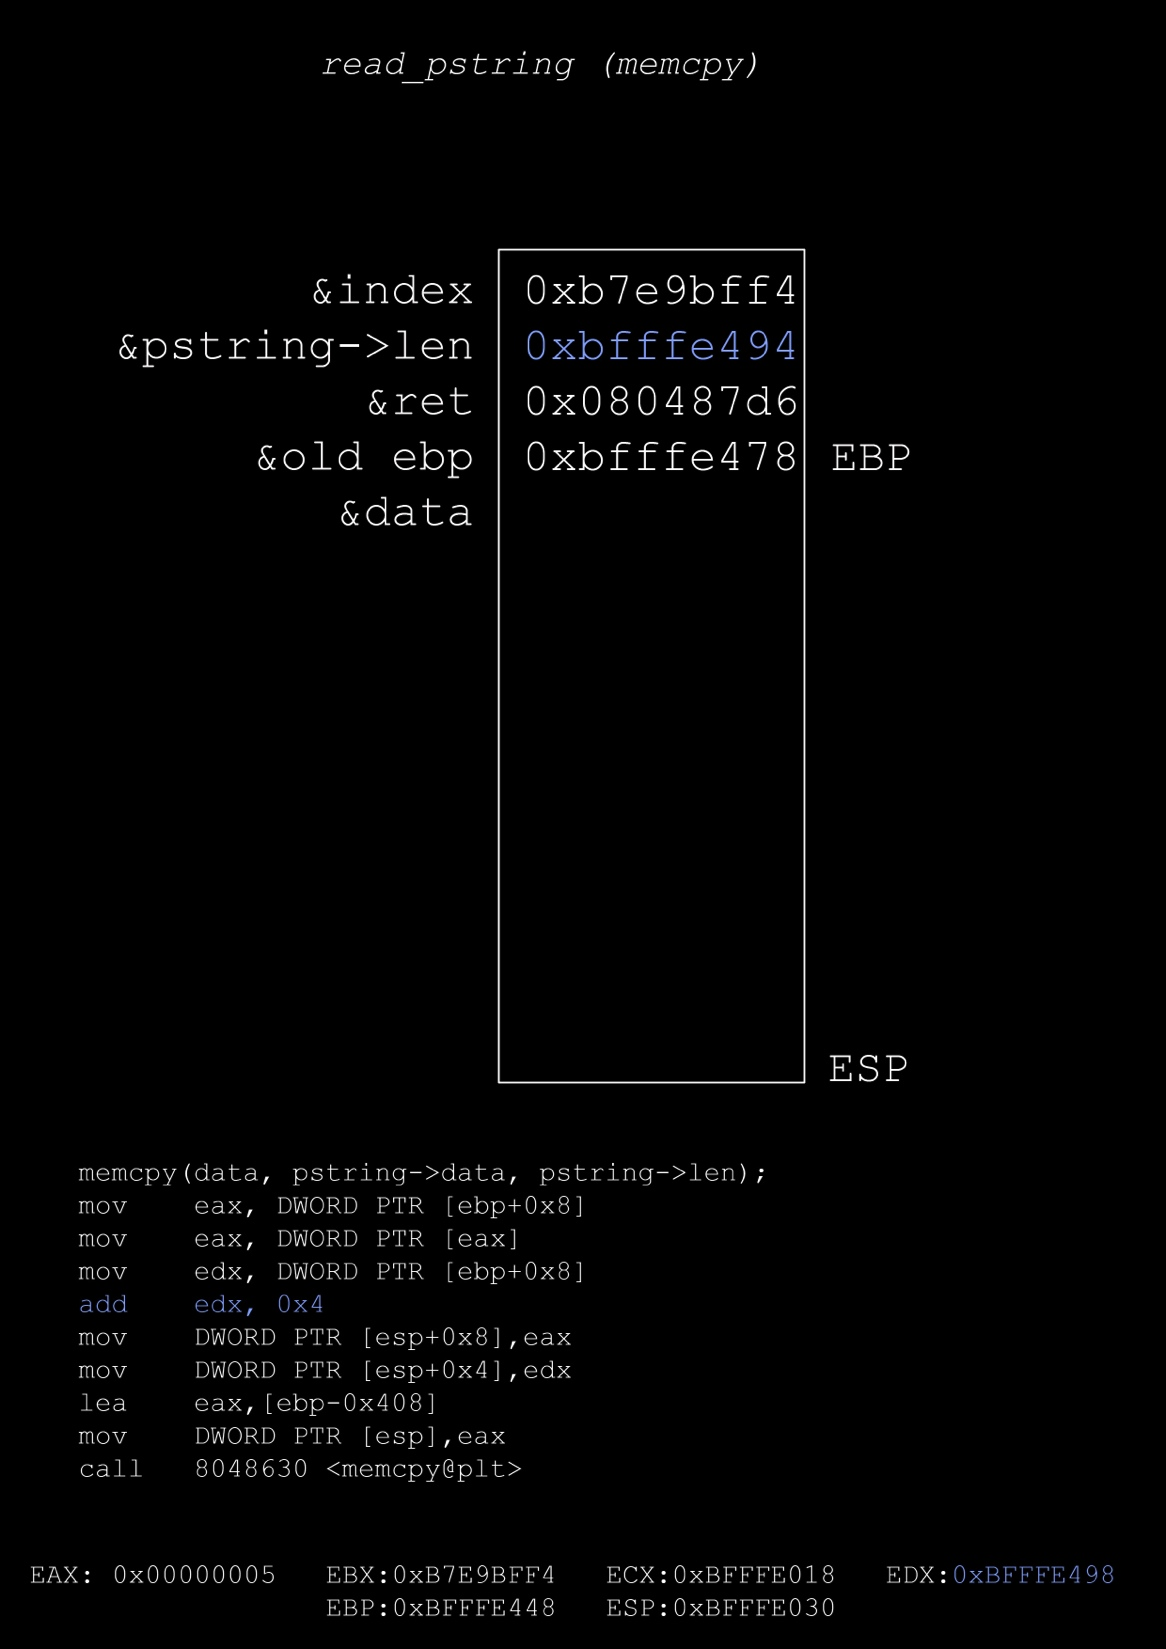 read_pstring (memcpy)
&index 0xb7e9bff4
&pstring->len 0xbfffe494
&ret 0x080487d6
&old ebp 0xbfffe478 EBP
&data
ESP
memcpy(data, pstring->data, pstring->len);
mov eax, DWORD PTR [ebp+0x8]
mov eax, DWORD PTR [eax]
mov edx, DWORD PTR [ebp+0x8]
add edx, 0x4
mov DWORD PTR [esp+0x8],eax
mov DWORD PTR [esp+0x4],edx
lea eax,[ebp-0x408]
mov DWORD PTR [esp],eax
call 8048630 <memcpy@plt>
EAX: 0x00000005 EBX:0xB7E9BFF4 ECX:0xBFFFE018 EDX:0xBFFFE498
EBP:0xBFFFE448 ESP:0xBFFFE030